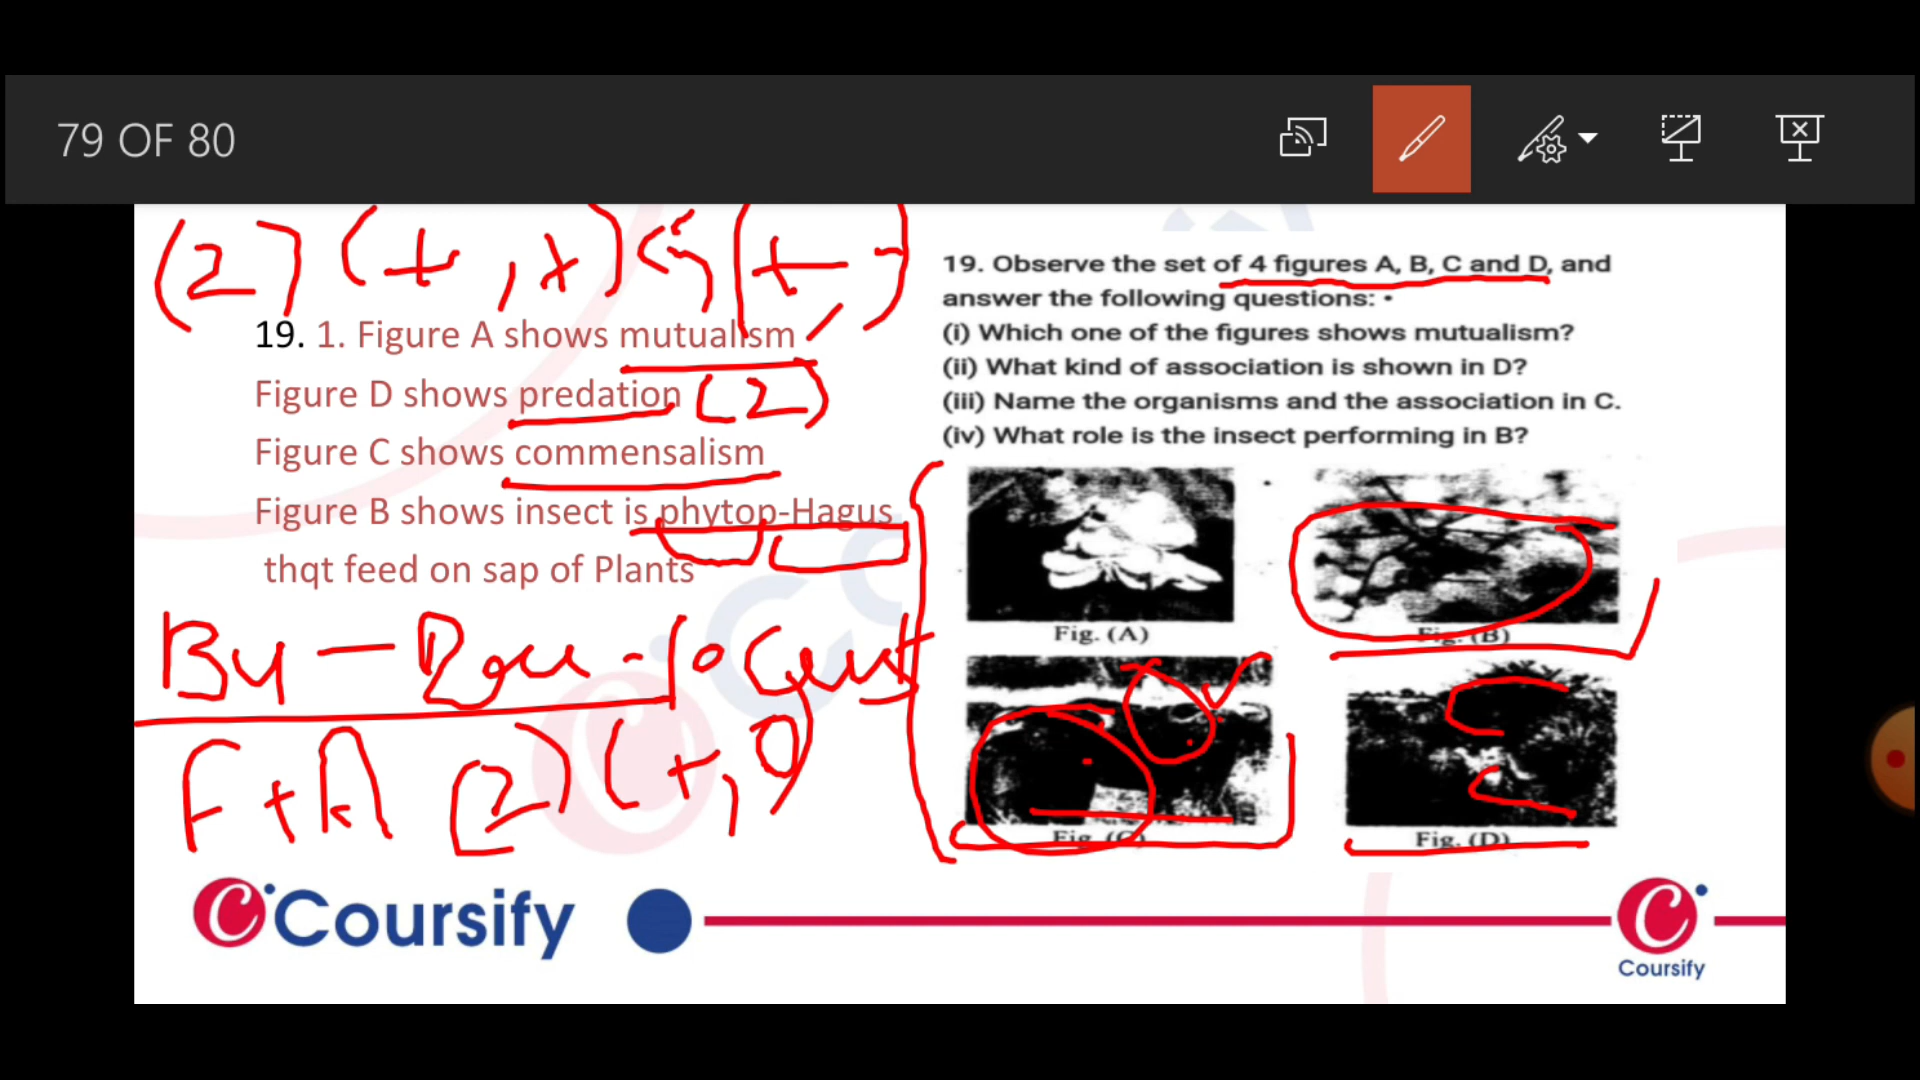 79 OF 80
(2) (+,+) (+,-)
19. 1. Figure A shows mutualism
Figure D shows predation (2)
Figure C shows commensalism
Figure B shows insect is phytop-Hagus
thqt feed on sap of Plants
F+A (2) (+,0)
19. Observe the set of 4 figures A, B, C and D, and
answer the following questions: •
(i) Which one of the figures shows mutualism?
(ii) What kind of association is shown in D?
(iii) Name the organisms and the association in C.
(iv) What role is the insect performing in B?
Fig. (A)
Fig. (B)
Fig. (C)
Fig. (D)
Coursify
Coursify